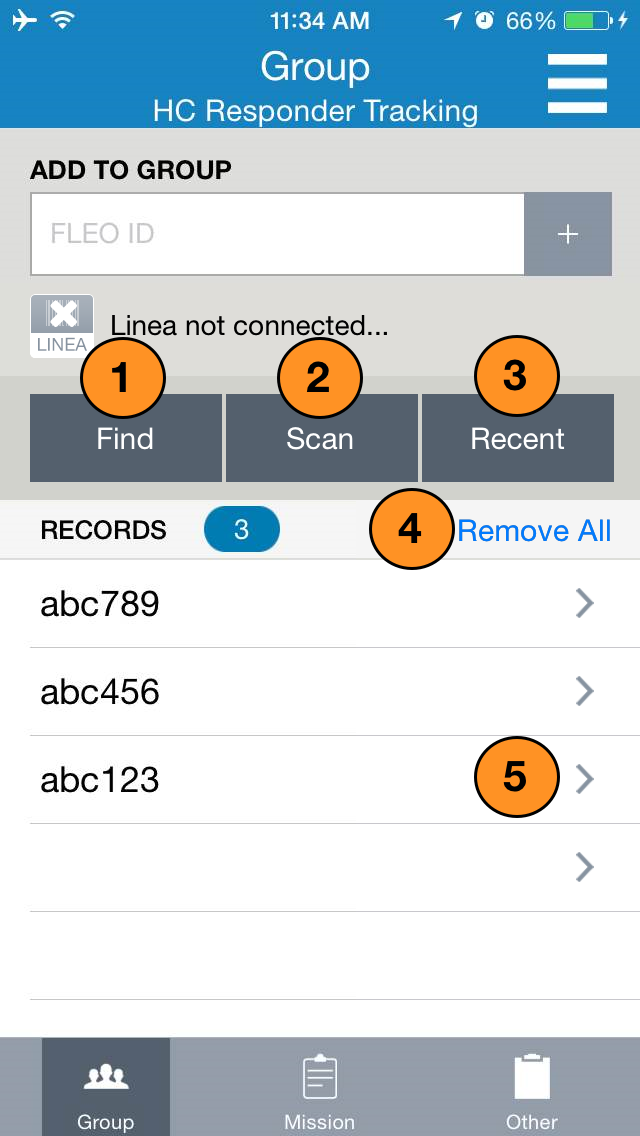 11:34 AM 66%
Group
HC Responder Tracking
ADD TO GROUP
FLEO ID +
LINEA Linea not connected...
1 2 3
Find Scan Recent
RECORDS 3 4 Remove All
abc789
abc456
abc123 5
Group Mission Other